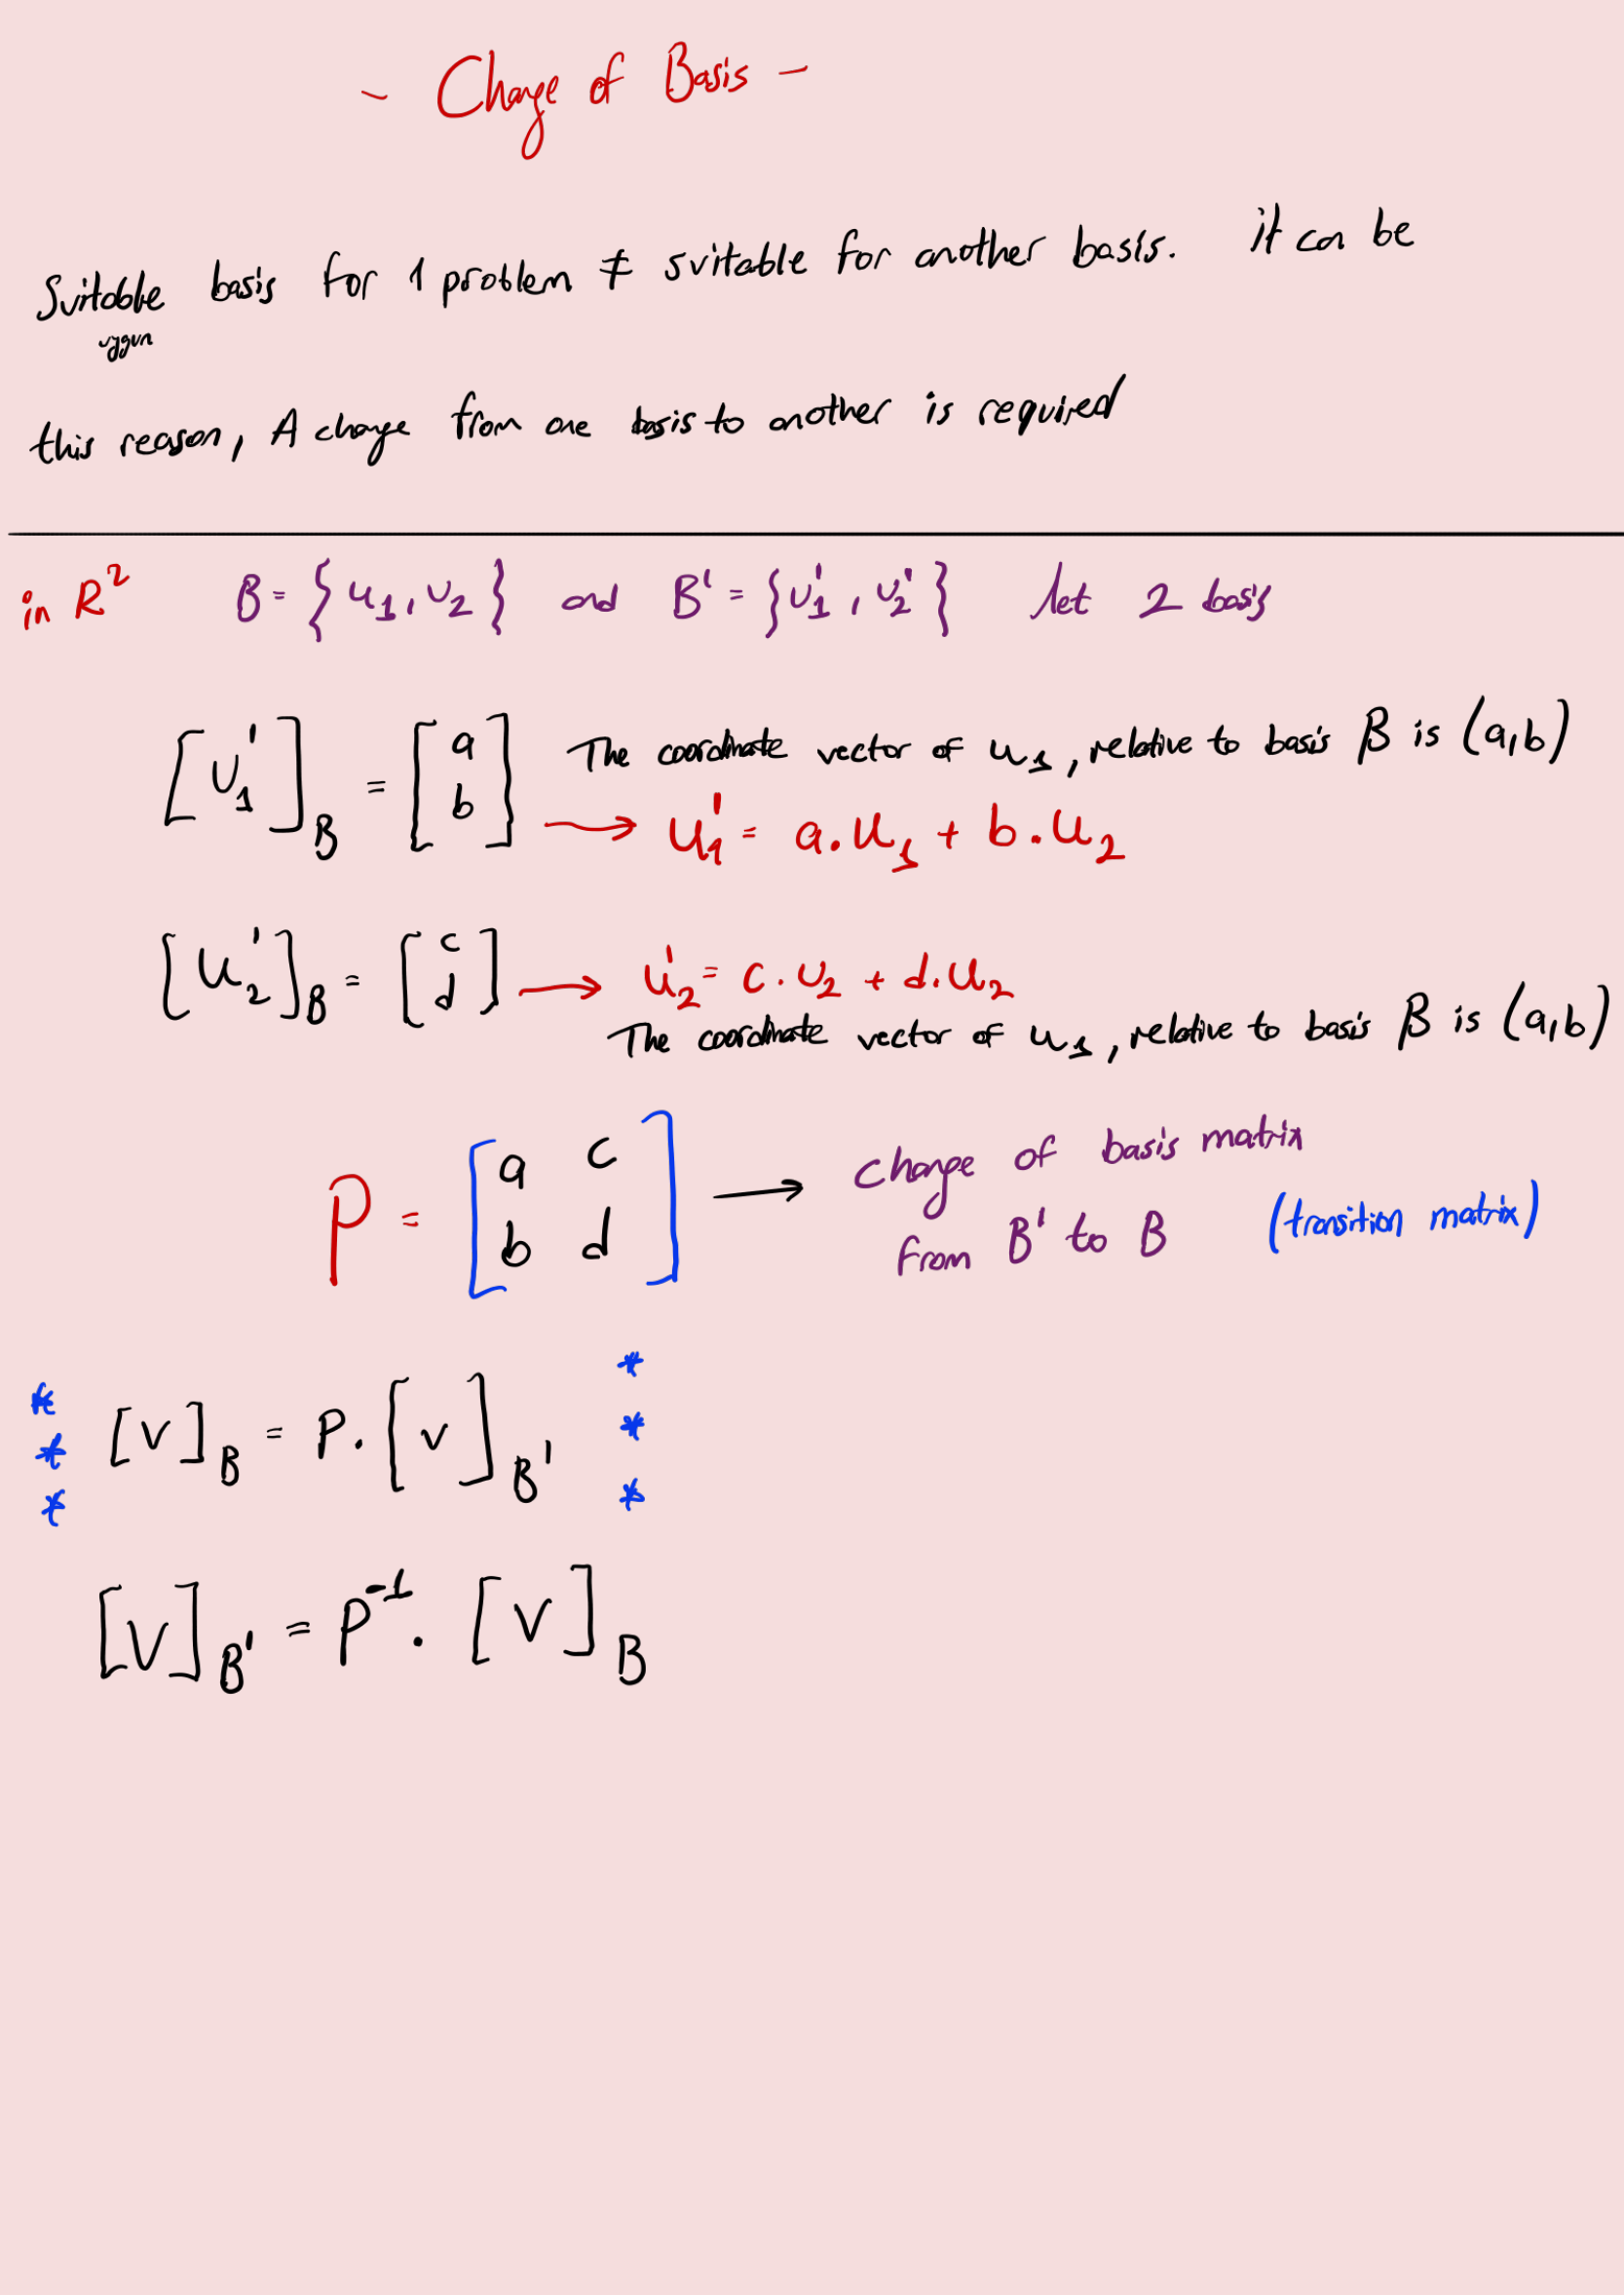 - Change of Basis -
Suitable basis for 1 problem ≠ suitable for another basis. it can be
uygun
this reason, A change from one basis to another is required
in R² B = {u₁, u₂} and B' = {u'₁, u'₂} let 2 basis
[u'₁]_B = [a b] The coordinate vector of u₁, relative to basis B is (a,b)
→ u'₁ = a.u₁ + b.u₂
[u'₂]_B = [c d] → u'₂ = c.u₂ + d.u₂
The coordinate vector of u₁, relative to basis B is (a,b)
P = [a c
b d] → change of basis matrix
from B' to B (transition matrix)
*** [v]_B = P.[v]_B' ***
[v]_B' = P⁻¹. [v]_B